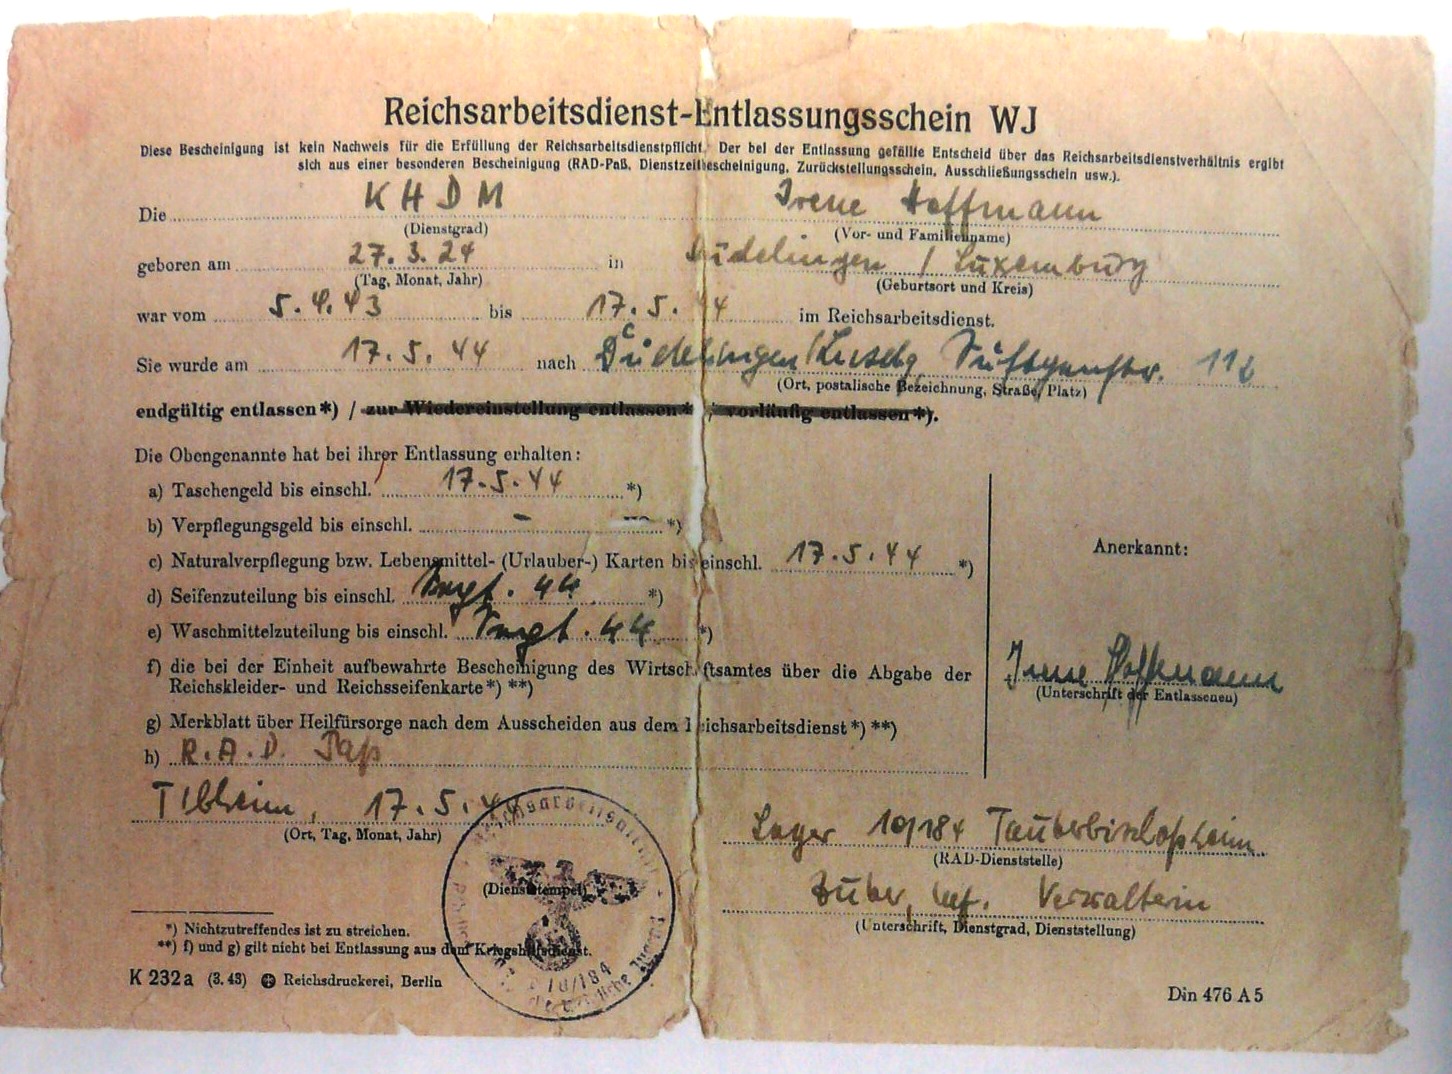 Reichsarbeitsdienst-Entlassungsschein WJ
Diese Bescheinigung ist kein Nachweis für die Erfüllung der Reichsarbeitsdienstpflicht. Der bei der Entlassung gefällte Entscheid über das Reichsarbeitsdienstverhältnis ergibt
sich aus einer besonderen Bescheinigung (RAD-Paß, Dienstzeitbescheinigung, Zurückstellungsschein, Ausschließungsschein usw.).
Die K H D M Irene Hoffmann
(Dienstgrad) (Vor- und Familienname)
geboren am 27.3.24 in Düdelingen / Luxemburg
(Tag, Monat, Jahr) (Geburtsort und Kreis)
war vom 5.4.43 bis 17.5.44 im Reichsarbeitsdienst.
Sie wurde am 17.5.44 nach Düdelingen
(Ort, postalische Bezeichnung, Straße, Platz)
endgültig entlassen*) / zur Wiedereinstellung entlassen* / vorläufig entlassen*).
Die Obengenannte hat bei ihrer Entlassung erhalten:
a) Taschengeld bis einschl. 17.5.44 *)
b) Verpflegungsgeld bis einschl. – *)
c) Naturalverpflegung bzw. Lebensmittel- (Urlauber-) Karten bis einschl. 17.5.44 *)
Anerkannt:
d) Seifenzuteilung bis einschl. 44 *)
e) Waschmittelzuteilung bis einschl. 44 *)
f) die bei der Einheit aufbewahrte Bescheinigung des Wirtschaftsamtes über die Abgabe der
Reichskleider- und Reichsseifenkarte*) **)
Irene Hoffmann
(Unterschrift der Entlassenen)
g) Merkblatt über Heilfürsorge nach dem Ausscheiden aus dem Reichsarbeitsdienst*) **)
h) R.A.D. Paß
Tbbheim, 17.5.44
(Ort, Tag, Monat, Jahr)
Lager 10/184 Tauberbischofsheim
(RAD-Dienststelle)
(Dienststempel)
Verwalterin
(Unterschrift, Dienstgrad, Dienststellung)
*) Nichtzutreffendes ist zu streichen.
**) f) und g) gilt nicht bei Entlassung aus dem Kriegshilfsdienst.
10/184
K 232a (3.43) Reichsdruckerei, Berlin
Din 476 A5